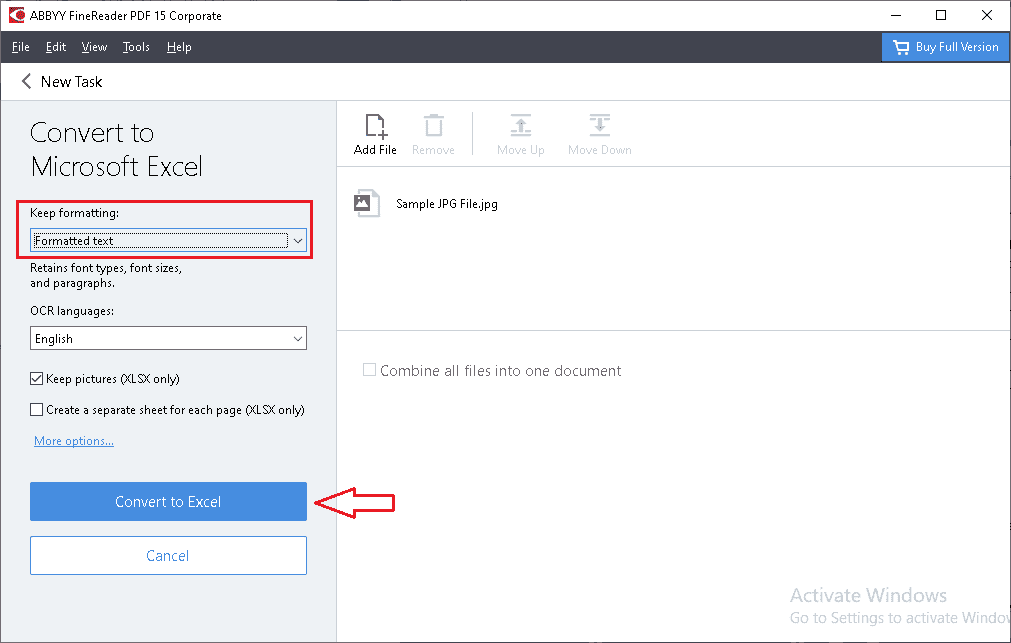 ABBYY FineReader PDF 15 Corporate
File Edit View Tools Help
Buy Full Version
New Task
Convert to
Microsoft Excel
Keep formatting:
Formatted text
Retains font types, font sizes,
and paragraphs.
OCR languages:
English
Keep pictures (XLSX only)
Create a separate sheet for each page (XLSX only)
More options...
Convert to Excel
Cancel
Add File Remove Move Up Move Down
Sample JPG File.jpg
Combine all files into one document
Activate Windows
Go to Settings to activate Window